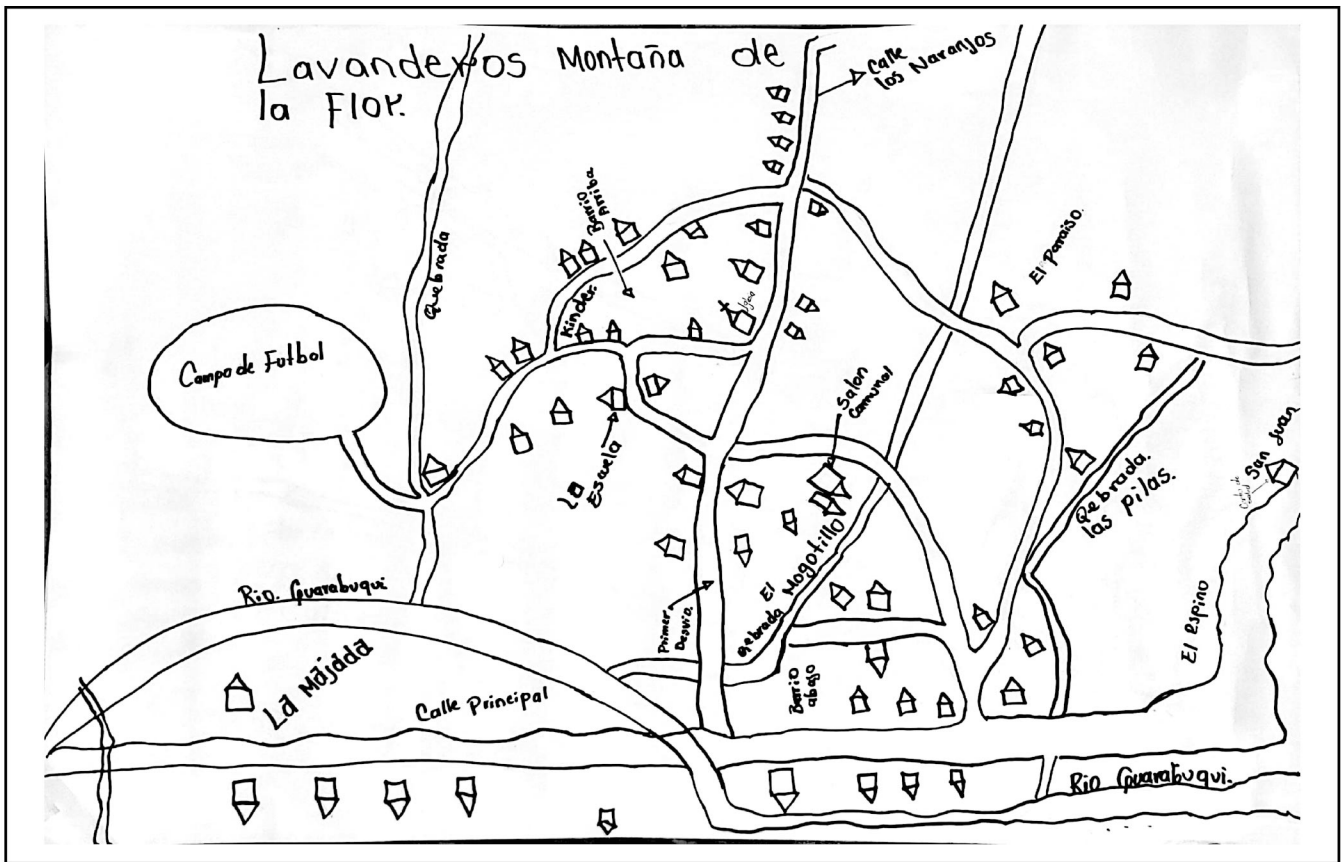 Lavanderos Montaña de
la Flor.
Calle
los Naranjos
Barrio
Arriba
Quebrada
El Paraiso.
Kinder.
Iglesia
Campo de Futbol
Salon
Comunal
La
Escuela
San Juan
Qebrada.
las pilas.
El Mogotillo
Qebrada
El Espino
Rio. Guarabuqui
Primer
Desvio.
La Majada
Barrio
abajo
Calle Principal
Rio Guarabuqui.